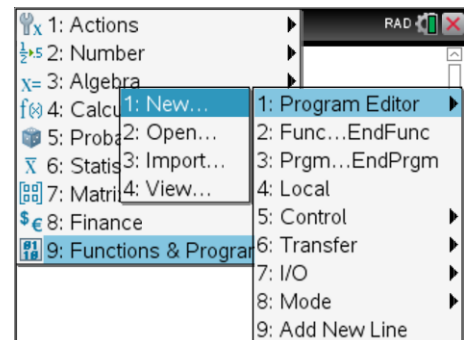 1: Actions
RAD
2: Number
3: Algebra
4: Calcu
5: Proba
6: Statis
7: Matri
8: Finance
9: Functions & Progra
1: New...
2: Open...
3: Import...
4: View...
1: Program Editor
2: Func...EndFunc
3: Prgm...EndPrgm
4: Local
5: Control
6: Transfer
7: I/O
8: Mode
9: Add New Line